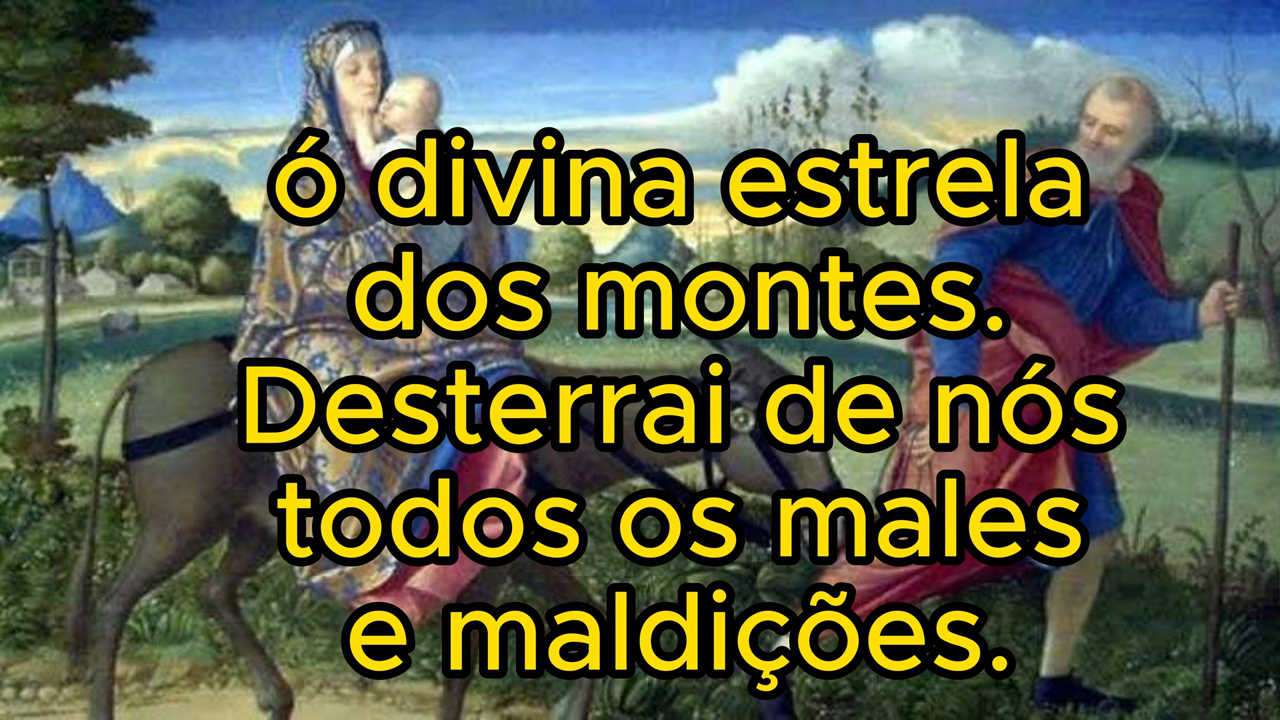 ó divina estrela
dos montes.
Desterrai de nós
todos os males
e maldições.